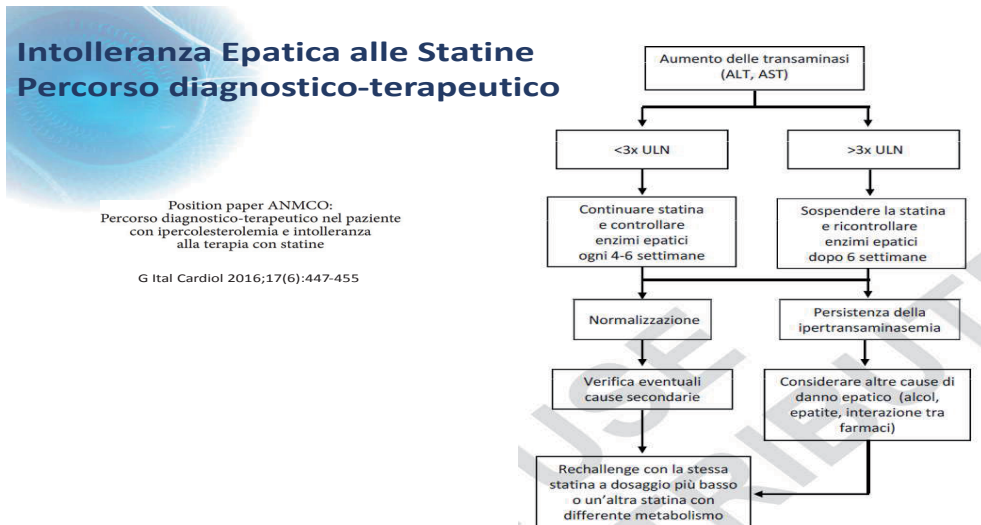 Intolleranza Epatica alle Statine
Percorso diagnostico-terapeutico
Position paper ANMCO:
Percorso diagnostico-terapeutico nel paziente
con ipercolesterolemia e intolleranza
alla terapia con statine
G Ital Cardiol 2016;17(6):447-455
Aumento delle transaminasi
(ALT, AST)
<3x ULN
>3x ULN
Continuare statina
e controllare
enzimi epatici
ogni 4-6 settimane
Sospendere la statina
e ricontrollare
enzimi epatici
dopo 6 settimane
Normalizzazione
Persistenza della
ipertransaminasemia
Verifica eventuali
cause secondarie
Considerare altre cause di
danno epatico (alcol,
epatite, interazione tra
farmaci)
Rechallenge con la stessa
statina a dosaggio più basso
o un'altra statina con
differente metabolismo
USE